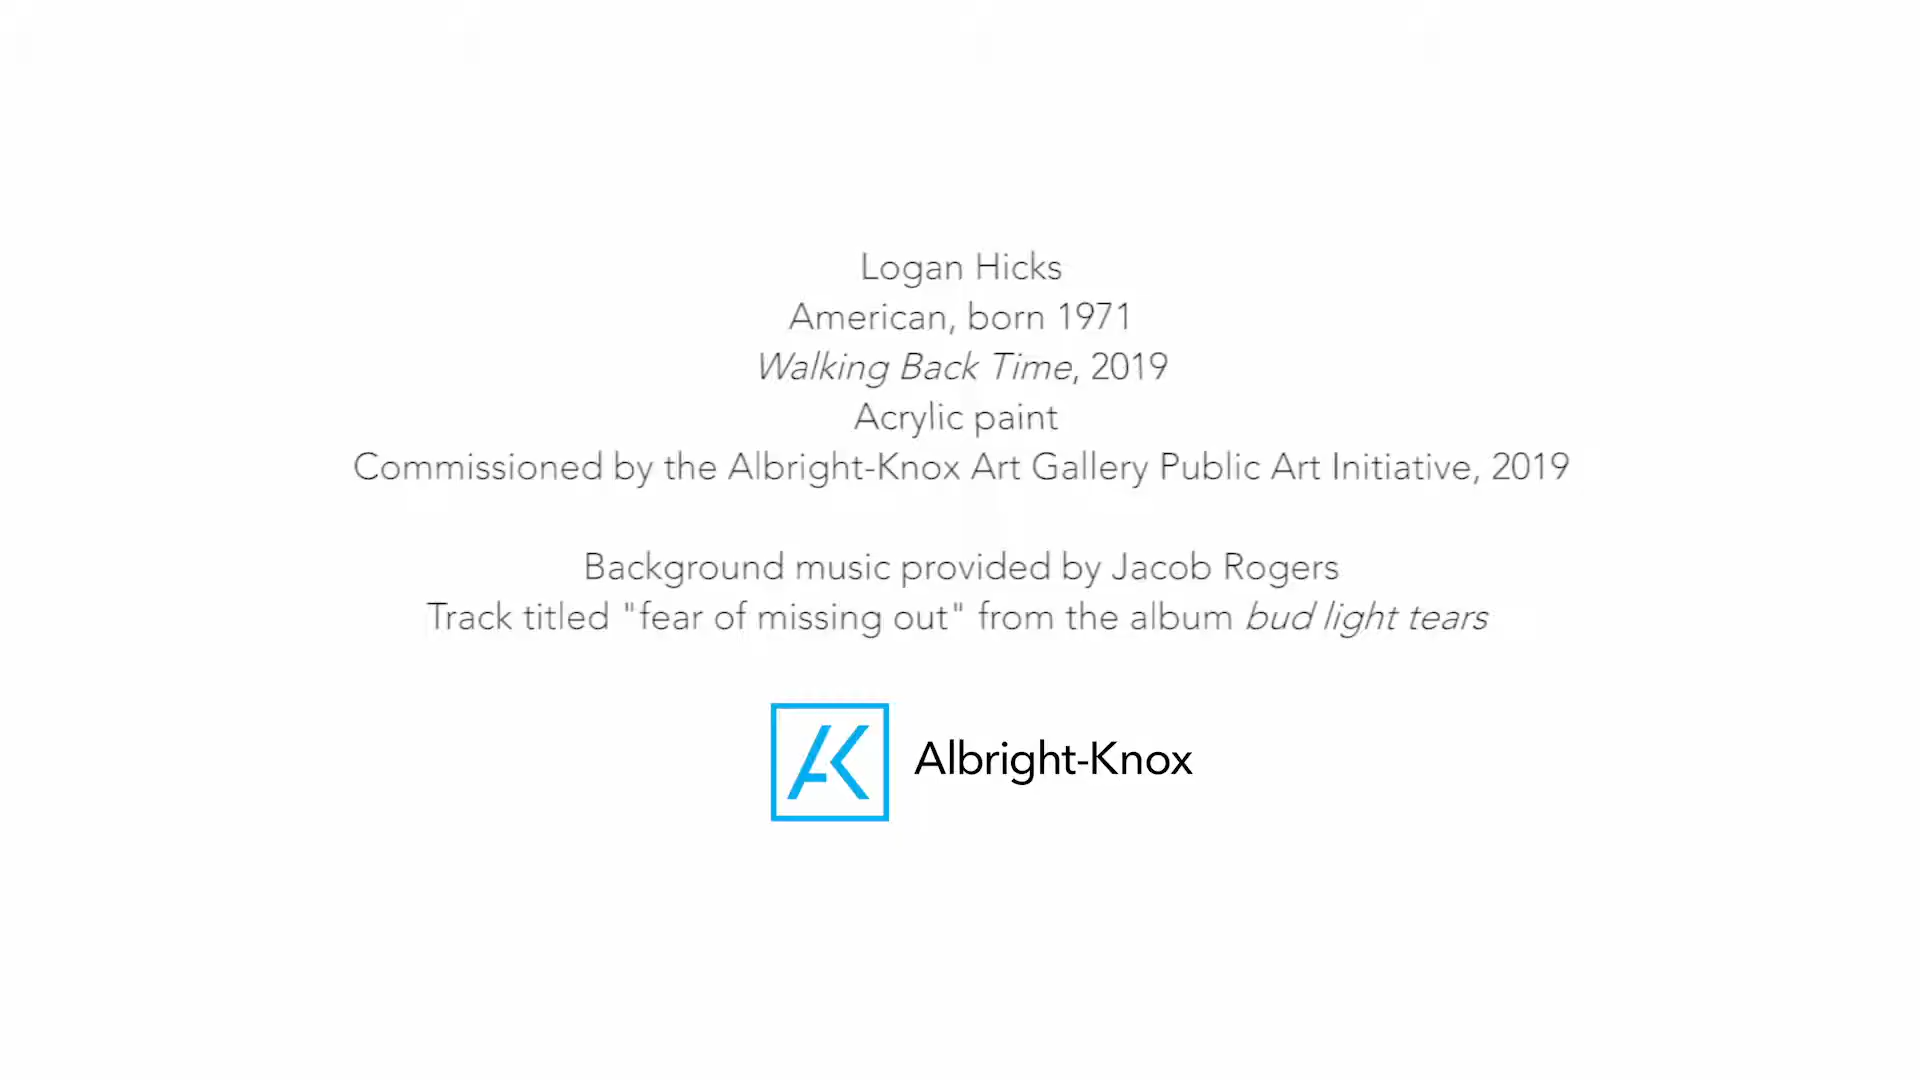 Logan Hicks
American, born 1971
Walking Back Time, 2019
Acrylic paint
Commissioned by the Albright-Knox Art Gallery Public Art Initiative, 2019
Background music provided by Jacob Rogers
Track titled "fear of missing out" from the album bud light tears
AK
Albright-Knox